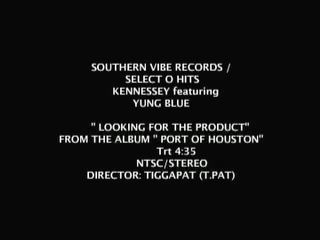 SOUTHERN VIBE RECORDS /
SELECT O HITS
KENNESSEY featuring
YUNG BLUE
" LOOKING FOR THE PRODUCT"
FROM THE ALBUM " PORT OF HOUSTON"
Trt 4:35
NTSC/STEREO
DIRECTOR: TIGGAPAT (T.PAT)